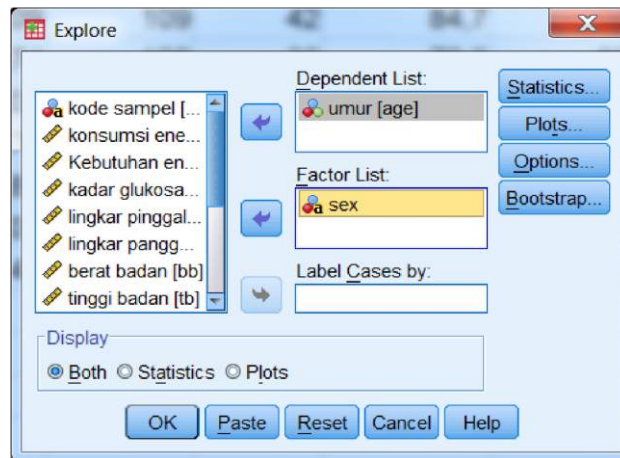 Explore
kode sampel [...
konsumsi ene...
Kebutuhan en...
kadar glukosa...
lingkar pinggal...
lingkar pangg...
berat badan [bb]
tinggi badan [tb]
Dependent List:
umur [age]
Factor List:
sex
Label Cases by:
Statistics...
Plots...
Options...
Bootstrap...
Display
Both Statistics Plots
OK Paste Reset Cancel Help